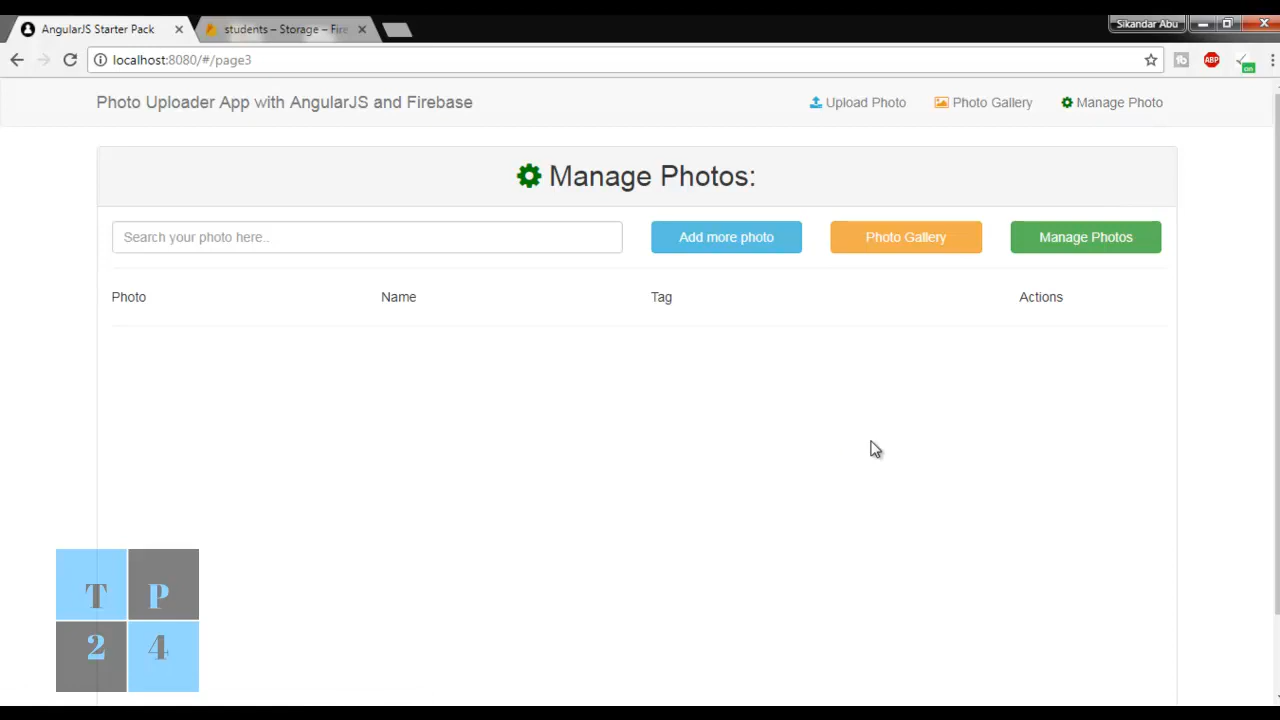 AngularJS Starter Pack
students – Storage – Fire
Sikandar Abu
localhost:8080/#/page3
ABP
on
Photo Uploader App with AngularJS and Firebase
Upload Photo
Photo Gallery
Manage Photo
Manage Photos:
Search your photo here..
Add more photo
Photo Gallery
Manage Photos
Photo
Name
Tag
Actions
T P
2 4